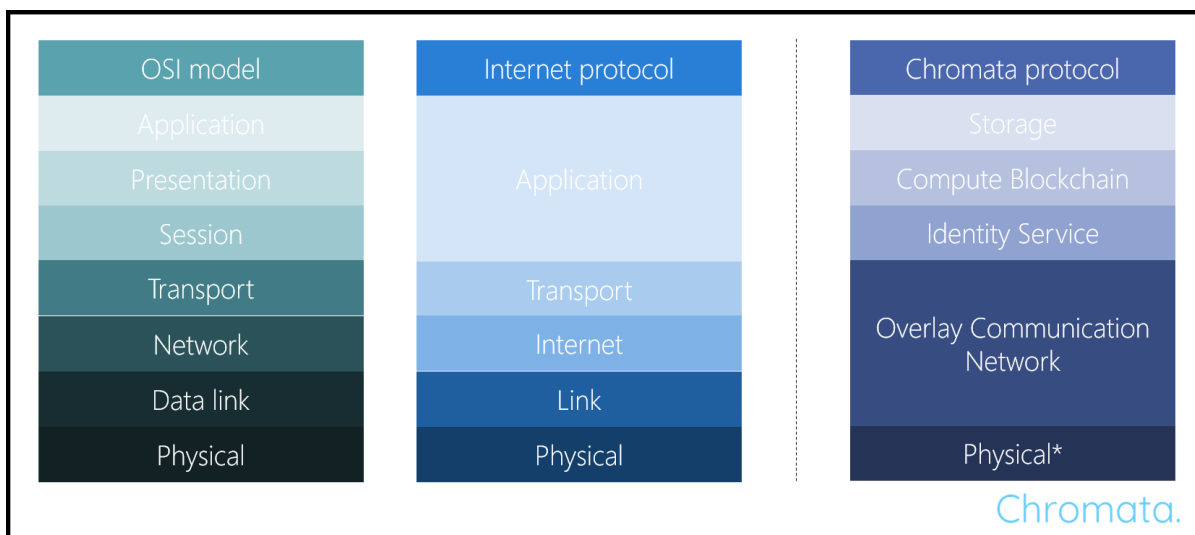 OSI model
Application
Presentation
Session
Transport
Network
Data link
Physical
Internet protocol
Application
Transport
Internet
Link
Physical
Chromata protocol
Storage
Compute Blockchain
Identity Service
Overlay Communication
Network
Physical*
Chromata.